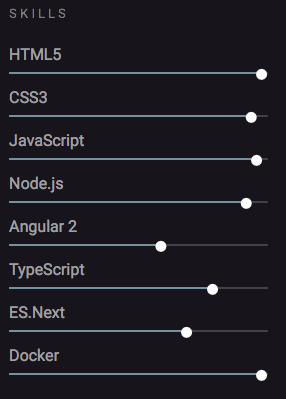 SKILLS
HTML5
CSS3
JavaScript
Node.js
Angular 2
TypeScript
ES.Next
Docker